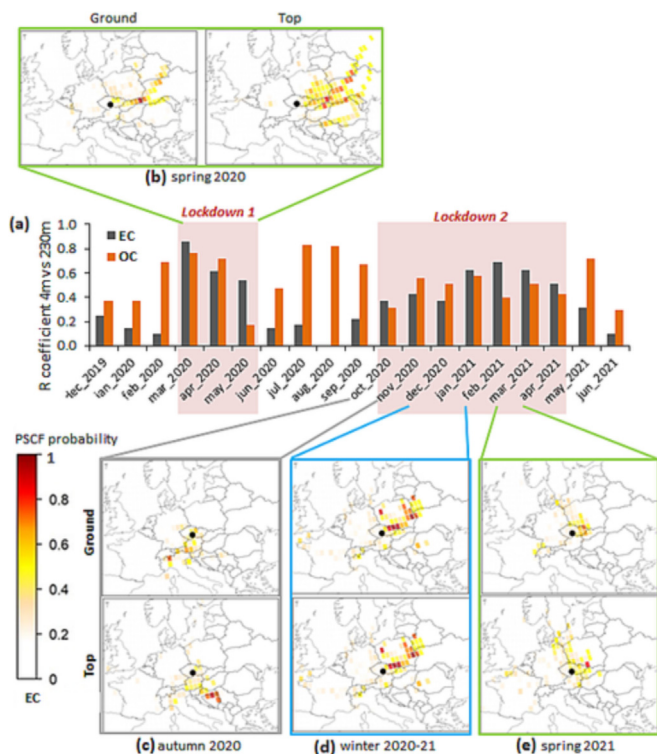 Ground Top
(b) spring 2020
(a)
Lockdown 1
Lockdown 2
R coefficient 4m vs 230m
1.0
0.8
0.6
0.4
0.2
0.0
EC
OC
dec_2019
ian_2020
feb_2020
mar_2020
apr_2020
may_2020
jun_2020
jul_2020
aug_2020
sep_2020
oct_2020
nov_2020
dec_2020
jan_2021
feb_2021
mar_2021
apr_2021
may_2021
jun_2021
PSCF probability
1
0.8
0.6
0.4
0.2
0
EC
Ground
Top
(c) autumn 2020
(d) winter 2020-21
(e) spring 2021